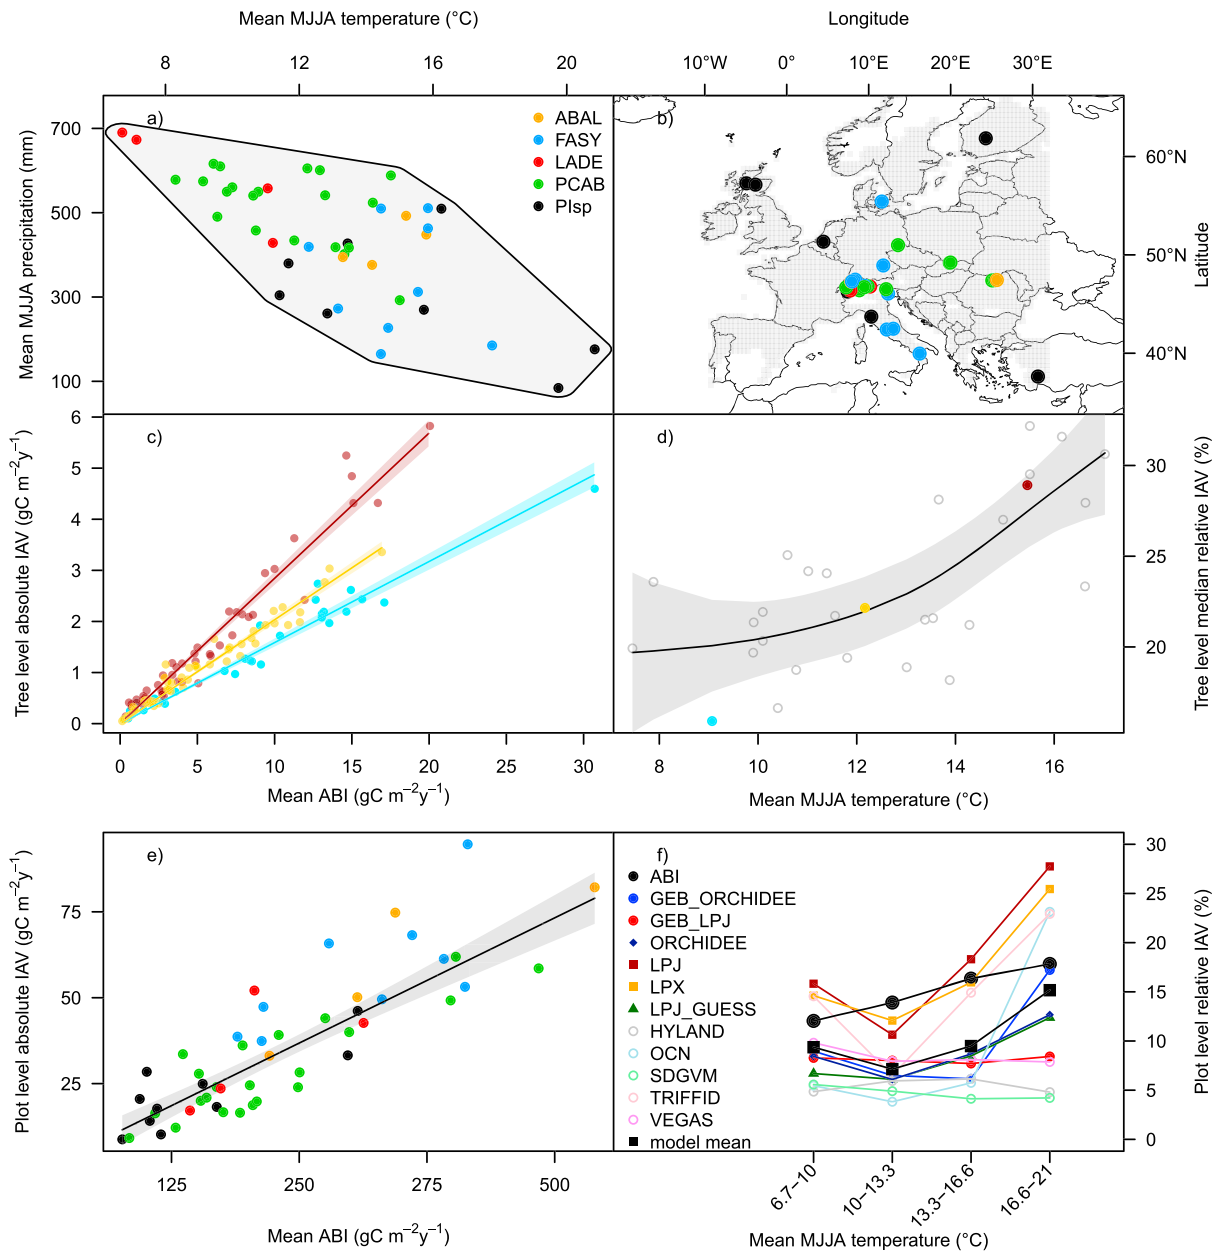 Mean MJJA temperature (°C)
Longitude
8 12 16 20
10°W 0° 10°E 20°E 30°E
Mean MJJA precipitation (mm)
700
500
300
100
a)
ABAL
FASY
LADE
PCAB
PIsp
b)
60°N
50°N
40°N
Latitude
Tree level absolute IAV (gC m−2y−1)
6
5
4
3
2
1
0
c)
0 5 10 15 20 25 30
Mean ABI (gC m−2y−1)
d)
30
25
20
Tree level median relative IAV (%)
8 10 12 14 16
Mean MJJA temperature (°C)
Plot level absolute IAV (gC m−2y−1)
75
50
25
e)
125 250 275 500
Mean ABI (gC m−2y−1)
f)
ABI
GEB_ORCHIDEE
GEB_LPJ
ORCHIDEE
LPJ
LPX
LPJ_GUESS
HYLAND
OCN
SDGVM
TRIFFID
VEGAS
model mean
30
25
20
15
10
5
0
Plot level relative IAV (%)
6.7−10
10−13.3
13.3−16.6
16.6−21
Mean MJJA temperature (°C)